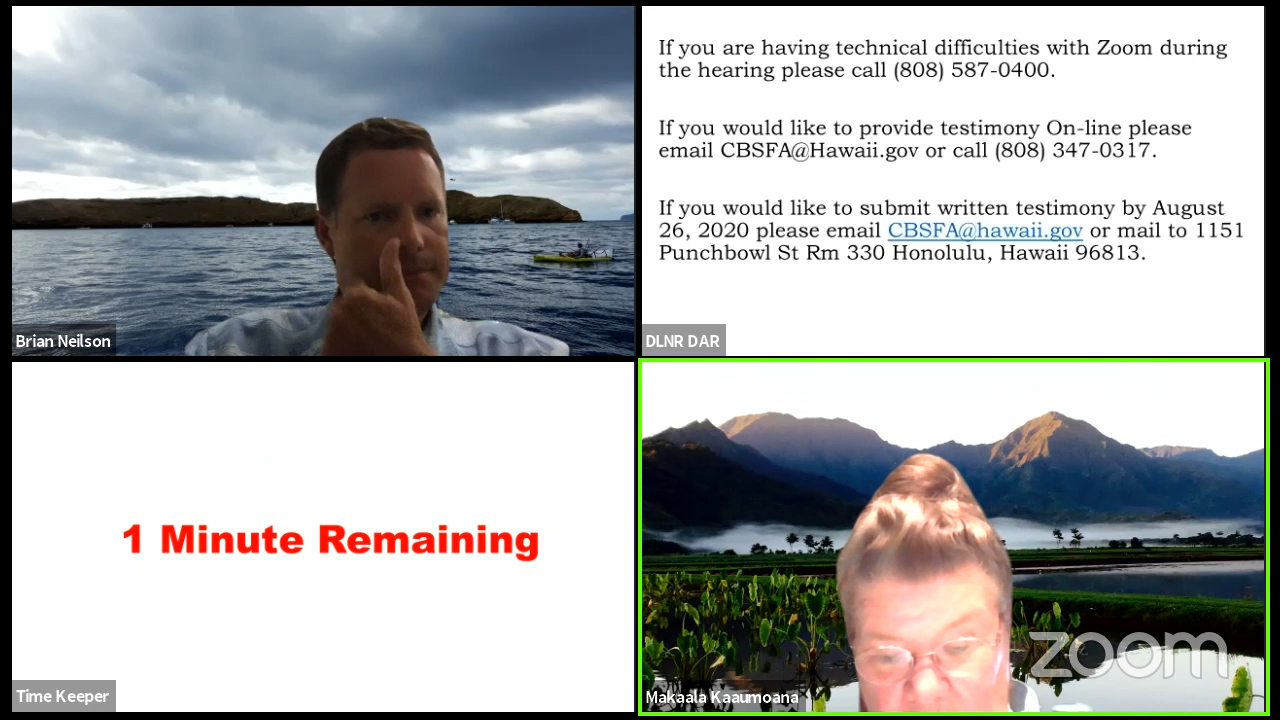 If you are having technical difficulties with Zoom during
the hearing please call (808) 587-0400.
If you would like to provide testimony On-line please
email CBSFA@Hawaii.gov or call (808) 347-0317.
If you would like to submit written testimony by August
26, 2020 please email CBSFA@hawaii.gov or mail to 1151
Punchbowl St Rm 330 Honolulu, Hawaii 96813.
Brian Neilson
DLNR DAR
1 Minute Remaining
zoom
Time Keeper
Makaala Kaaumoana